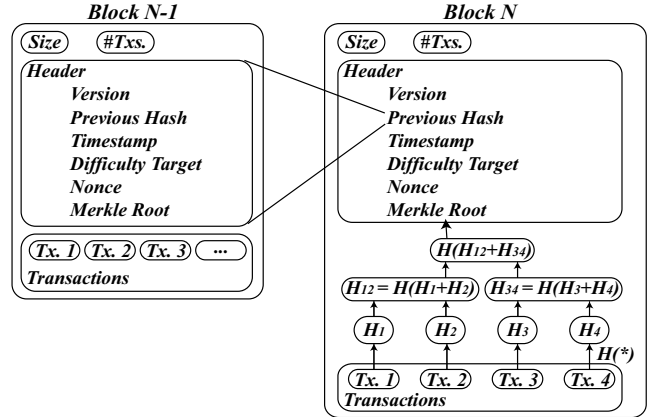 Block N-1
Size #Txs.
Header
Version
Previous Hash
Timestamp
Difficulty Target
Nonce
Merkle Root
Tx. 1 Tx. 2 Tx. 3 ...
Transactions
Block N
Size #Txs.
Header
Version
Previous Hash
Timestamp
Difficulty Target
Nonce
Merkle Root
H(H12+H34)
H12 = H(H1+H2) H34 = H(H3+H4)
H1 H2 H3 H4
H(*)
Tx. 1 Tx. 2 Tx. 3 Tx. 4
Transactions